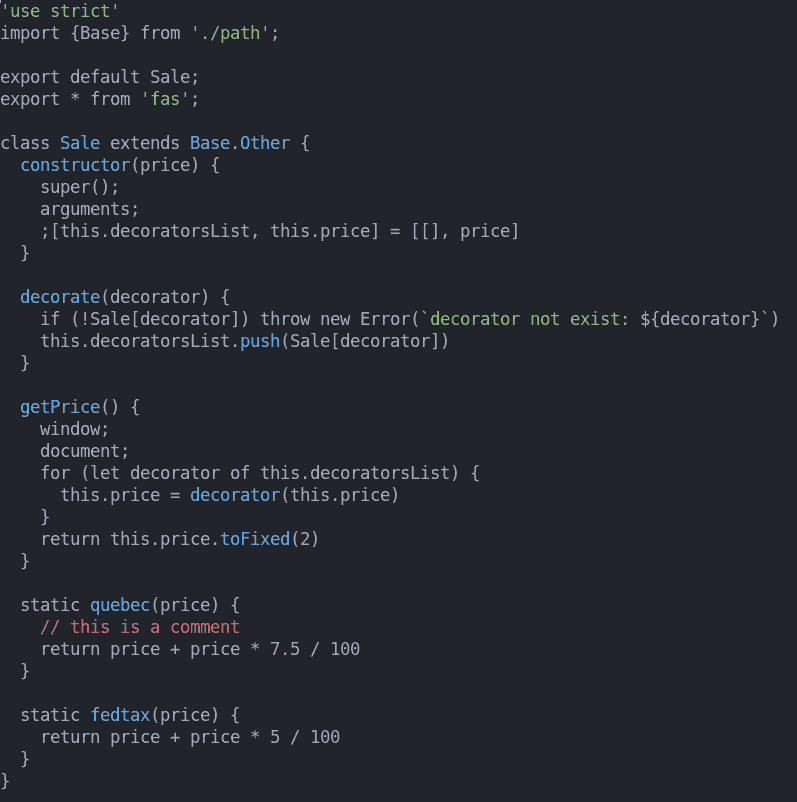 'use strict'
import {Base} from './path';

export default Sale;
export * from 'fas';

class Sale extends Base.Other {
  constructor(price) {
    super();
    arguments;
    ;[this.decoratorsList, this.price] = [[], price]
  }

  decorate(decorator) {
    if (!Sale[decorator]) throw new Error(`decorator not exist: ${decorator}`)
    this.decoratorsList.push(Sale[decorator])
  }

  getPrice() {
    window;
    document;
    for (let decorator of this.decoratorsList) {
      this.price = decorator(this.price)
    }
    return this.price.toFixed(2)
  }

  static quebec(price) {
    // this is a comment
    return price + price * 7.5 / 100
  }

  static fedtax(price) {
    return price + price * 5 / 100
  }
}